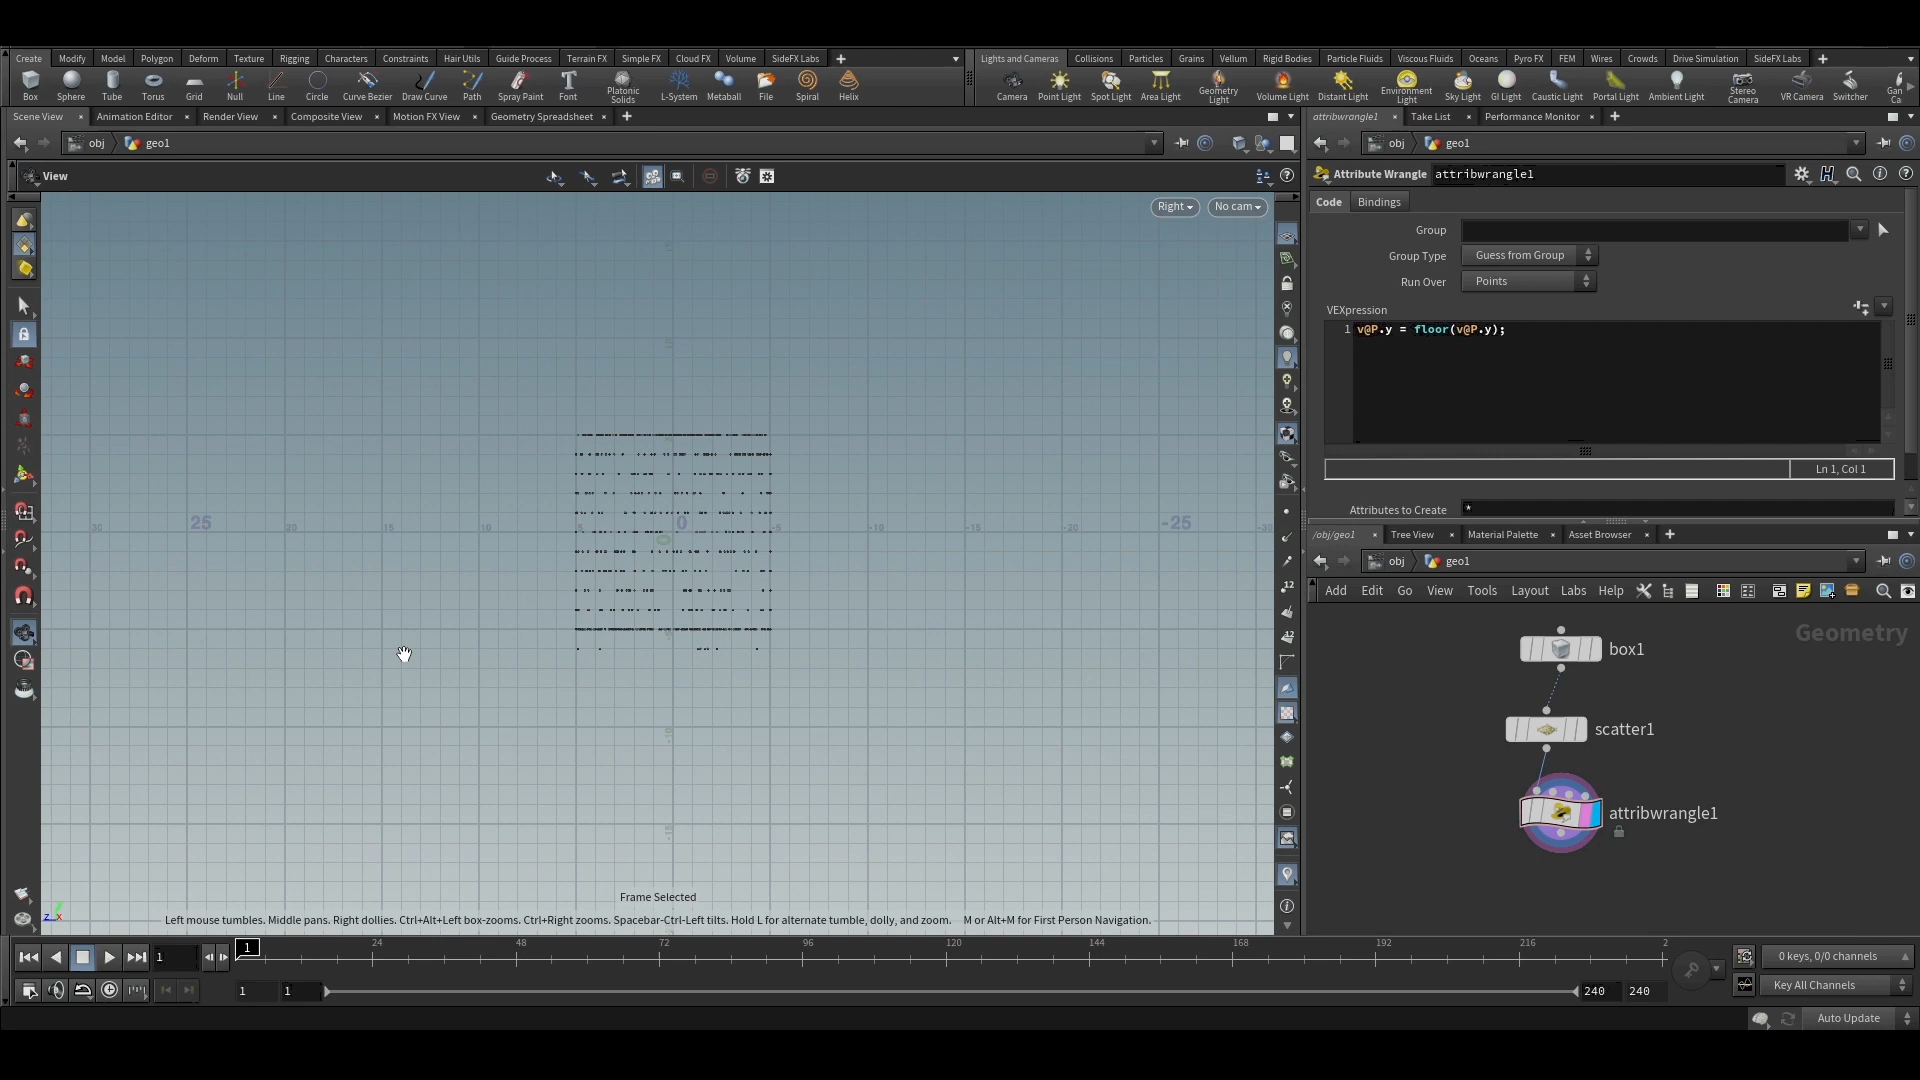 Create Modify Model Polygon Deform Texture Rigging Characters Constraints Hair Utils Guide Process Terrain FX Simple FX Cloud FX Volume SideFX Labs
Lights and Cameras Collisions Particles Grains Vellum Rigid Bodies Particle Fluids Viscous Fluids Oceans Pyro FX FEM Wires Crowds Drive Simulation SideFX Labs
Box Sphere Tube Torus Grid Null Line Circle Curve Bezier Draw Curve Path Spray Paint Font Platonic Solids L-System Metaball File Spiral Helix
Camera Point Light Spot Light Area Light Geometry Light Volume Light Distant Light Environment Light Sky Light GI Light Caustic Light Portal Light Ambient Light Stereo Camera VR Camera Switcher
Scene View Animation Editor Render View Composite View Motion FX View Geometry Spreadsheet
attribwrangle1 Take List Performance Monitor
obj geo1
obj geo1
View
Attribute Wrangle attribwrangle1
Code Bindings
Right No cam
Group
Group Type Guess from Group
Run Over Points
VEXpression
1 v@P.y = floor(v@P.y);
Ln 1, Col 1
Attributes to Create *
30 25 20 15 10 5 0 -5 -10 -15 -20 -25 -30
/obj/geo1 Tree View Material Palette Asset Browser
obj geo1
Add Edit Go View Tools Layout Labs Help
Geometry
box1
scatter1
attribwrangle1
Frame Selected
Left mouse tumbles. Middle pans. Right dollies. Ctrl+Alt+Left box-zooms. Ctrl+Right zooms. Spacebar-Ctrl-Left tilts. Hold L for alternate tumble, dolly, and zoom. M or Alt+M for First Person Navigation.
1 1 24 48 72 96 120 144 168 192 216 2
0 keys, 0/0 channels
1 1 240 240
Key All Channels
Auto Update